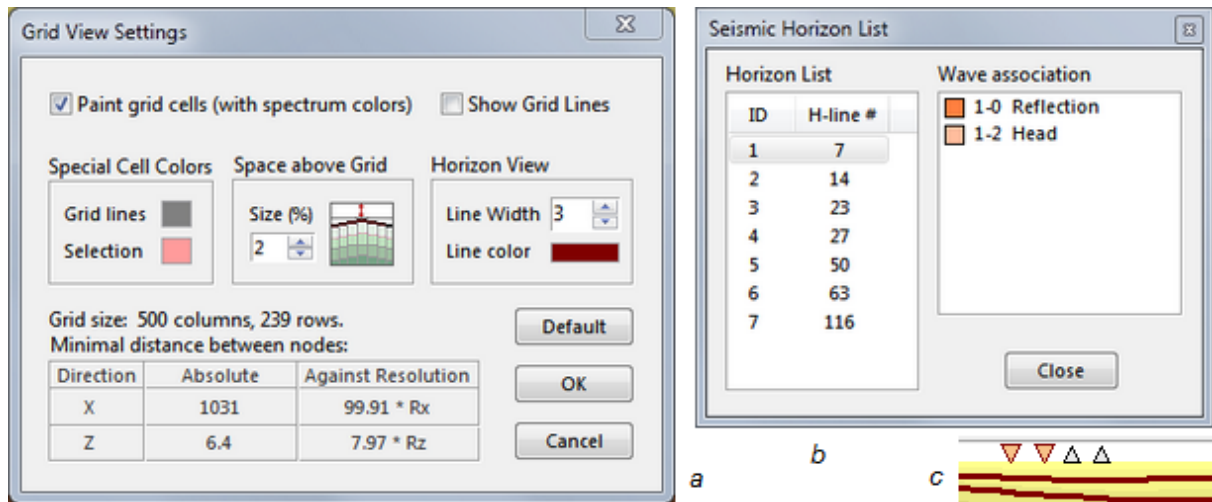 Grid View Settings
Paint grid cells (with spectrum colors) Show Grid Lines
Special Cell Colors Space above Grid Horizon View
Grid lines Size (%) Line Width 3
Selection 2 Line color
Grid size: 500 columns, 239 rows.
Minimal distance between nodes:
Direction Absolute Against Resolution
X 1031 99.91 * Rx
Z 6.4 7.97 * Rz
Default
OK
Cancel
a
Seismic Horizon List
Horizon List
ID H-line #
1 7
2 14
3 23
4 27
5 50
6 63
7 116
Wave association
1-0 Reflection
1-2 Head
Close
b
c